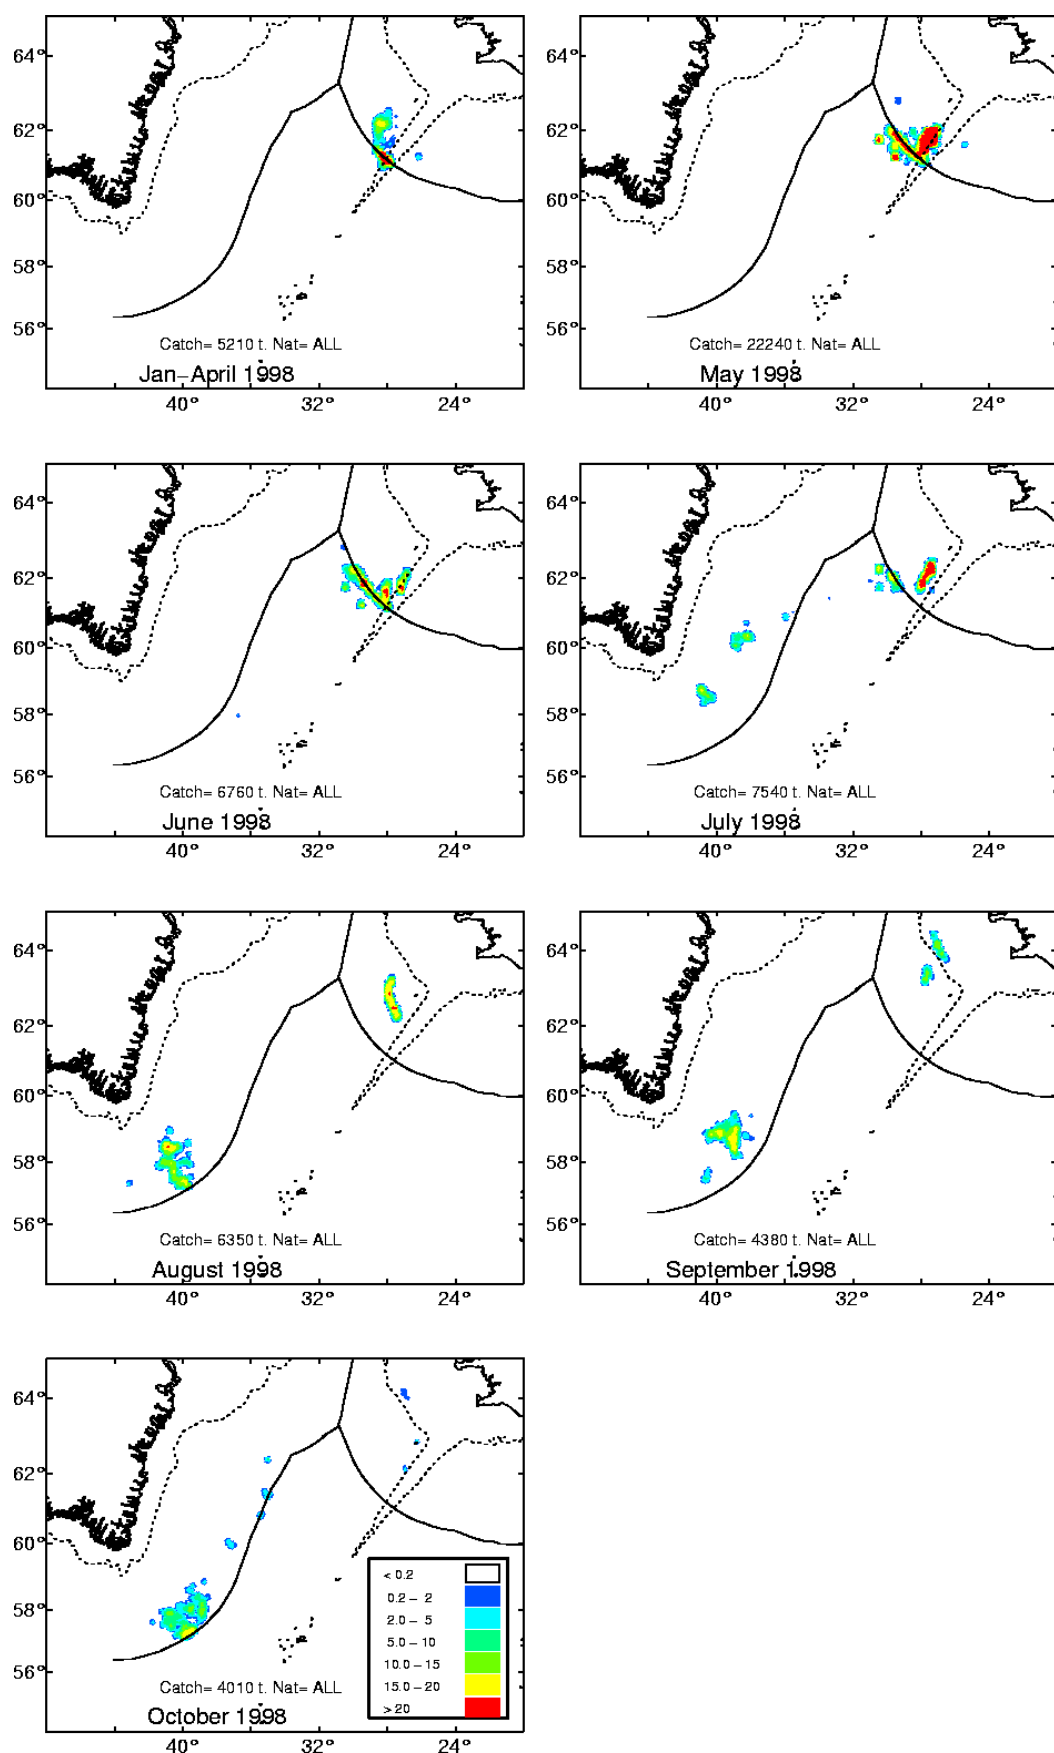 64°
62°
60°
58°
56°
Catch= 5210 t. Nat= ALL
Jan–April 1998
40° 32° 24°
64°
62°
60°
58°
56°
Catch= 22240 t. Nat= ALL
May 1998
40° 32° 24°
64°
62°
60°
58°
56°
Catch= 6760 t. Nat= ALL
June 1998
40° 32° 24°
64°
62°
60°
58°
56°
Catch= 7540 t. Nat= ALL
July 1998
40° 32° 24°
64°
62°
60°
58°
56°
Catch= 6350 t. Nat= ALL
August 1998
40° 32° 24°
64°
62°
60°
58°
56°
Catch= 4380 t. Nat= ALL
September 1998
40° 32° 24°
64°
62°
60°
58°
56°
Catch= 4010 t. Nat= ALL
October 1998
40° 32° 24°
< 0.2
0.2 – 2
2.0 – 5
5.0 – 10
10.0 – 15
15.0 – 20
> 20